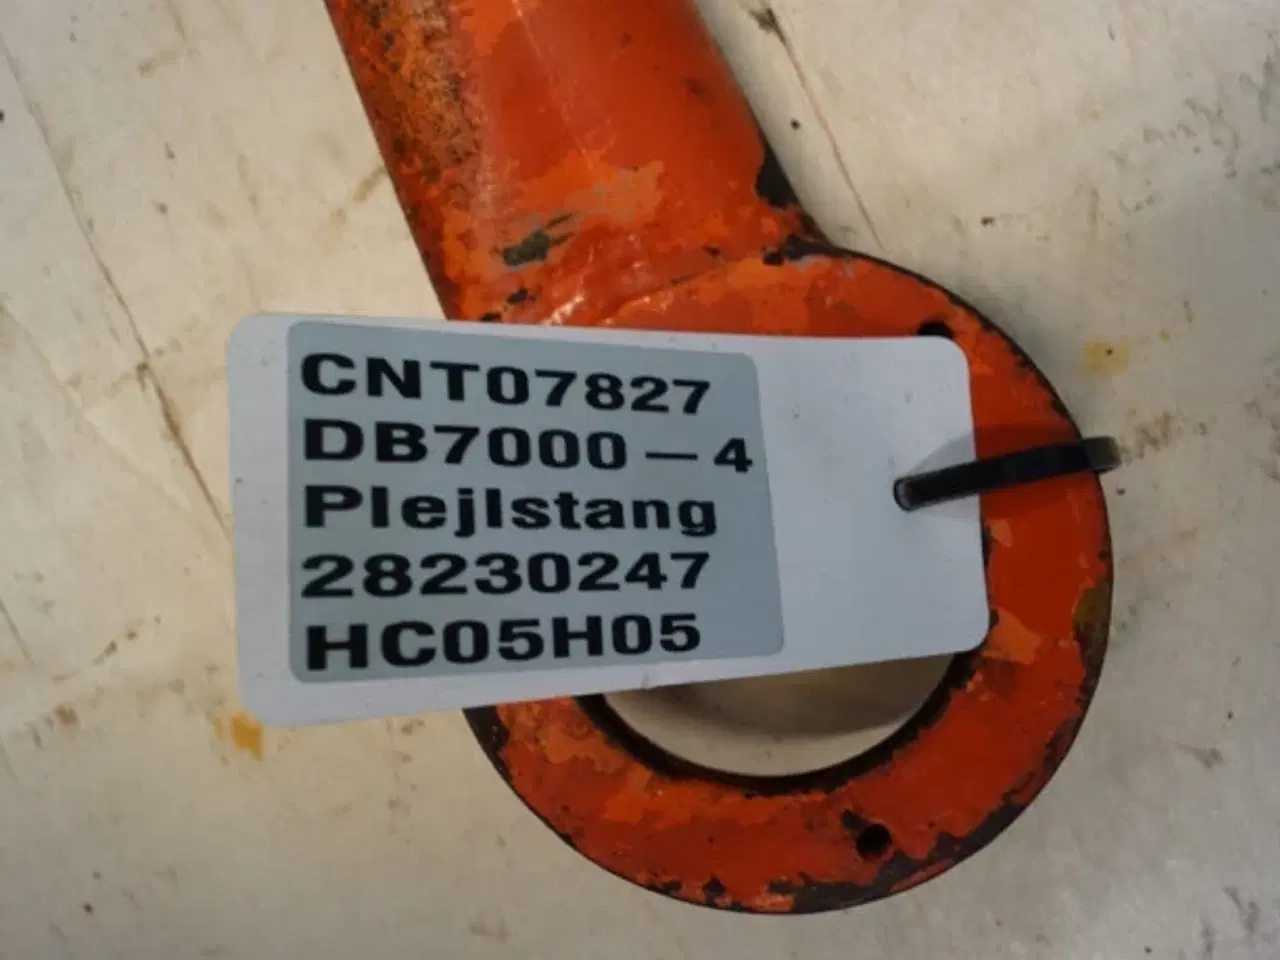 CNT07827
DB7000-4
Plejlstang
28230247
HC05H05